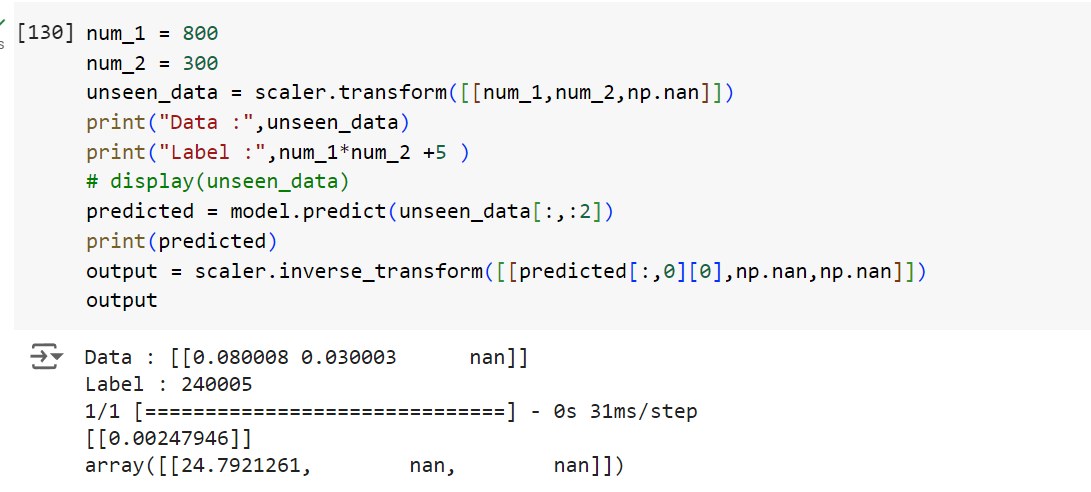 [130] num_1 = 800
s
num_2 = 300
unseen_data = scaler.transform([[num_1,num_2,np.nan]])
print("Data :",unseen_data)
print("Label :",num_1*num_2 +5 )
# display(unseen_data)
predicted = model.predict(unseen_data[:,:2])
print(predicted)
output = scaler.inverse_transform([[predicted[:,0][0],np.nan,np.nan]])
output
Data : [[0.080008 0.030003      nan]]
Label : 240005
1/1 [==============================] - 0s 31ms/step
[[0.00247946]]
array([[24.7921261,        nan,        nan]])